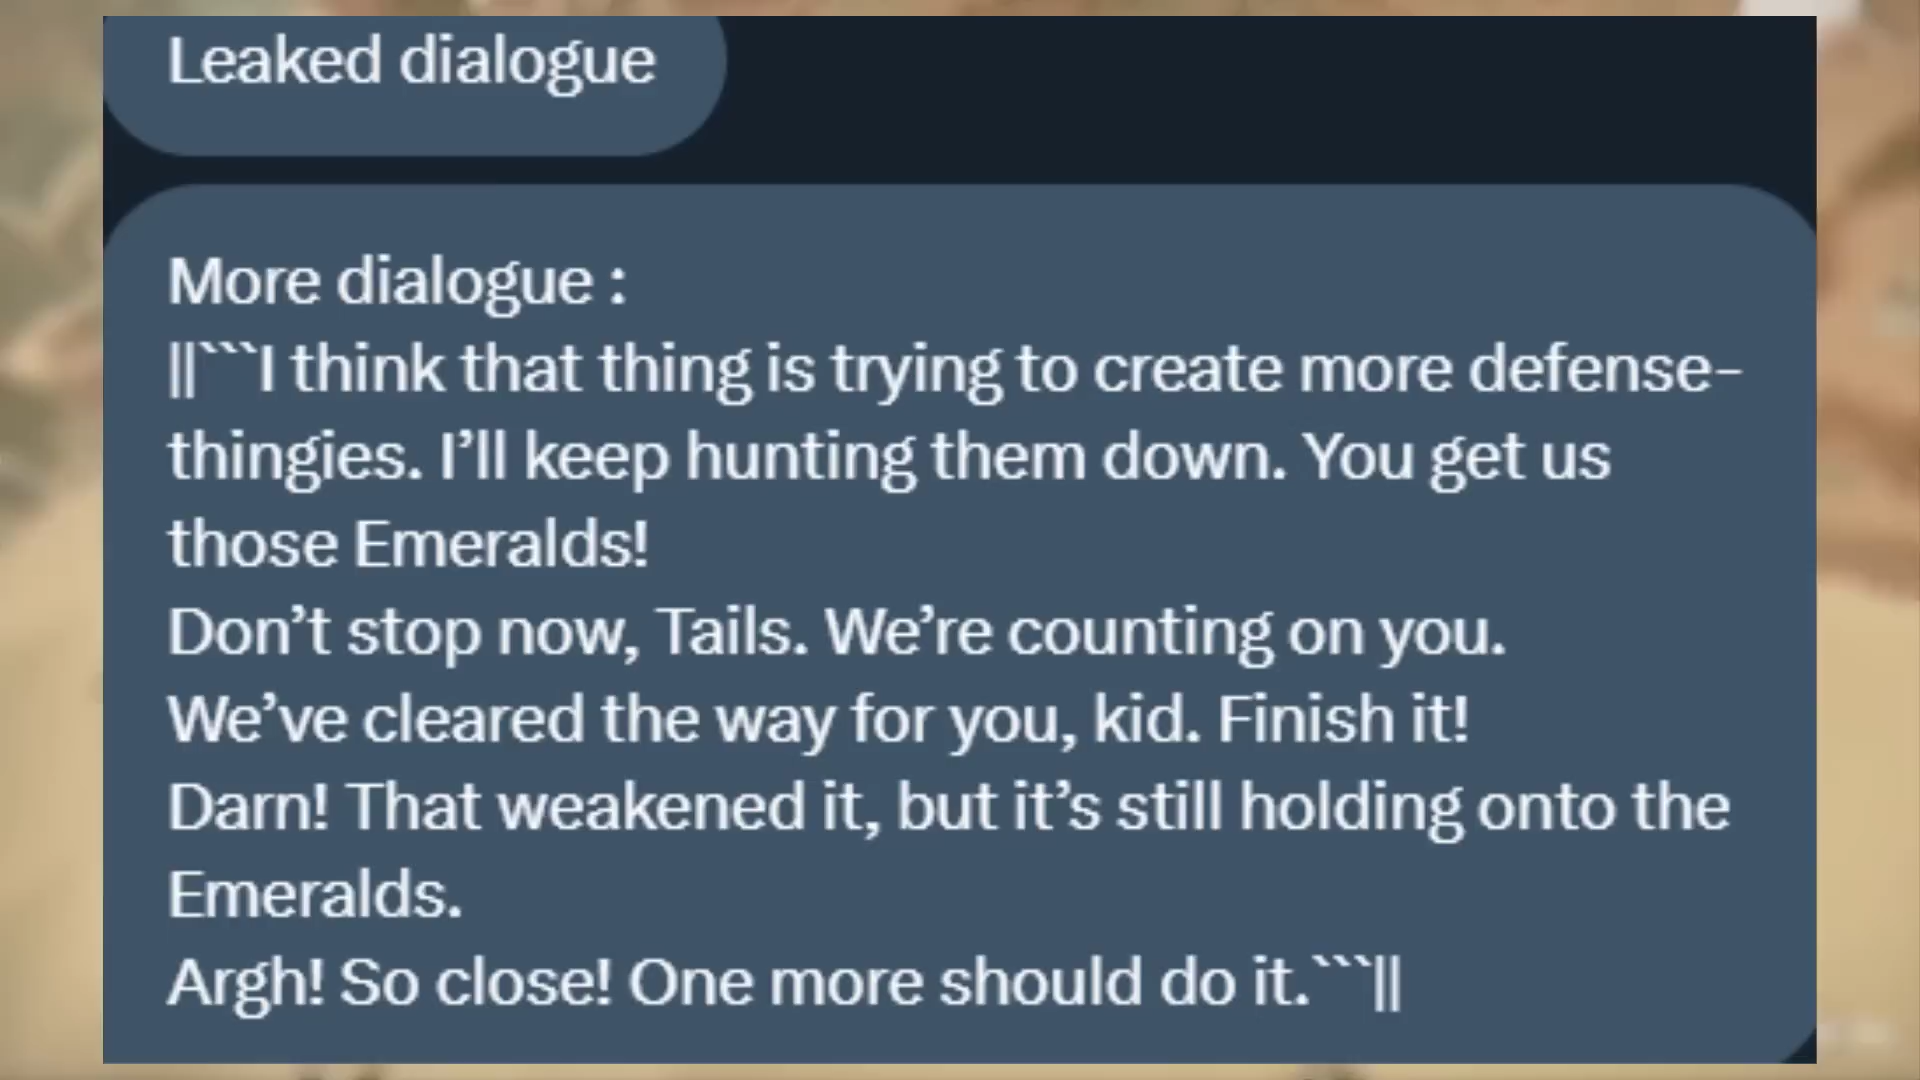 Leaked dialogue
More dialogue :
||```I think that thing is trying to create more defense-
thingies. I’ll keep hunting them down. You get us
those Emeralds!
Don’t stop now, Tails. We’re counting on you.
We’ve cleared the way for you, kid. Finish it!
Darn! That weakened it, but it’s still holding onto the
Emeralds.
Argh! So close! One more should do it.```||